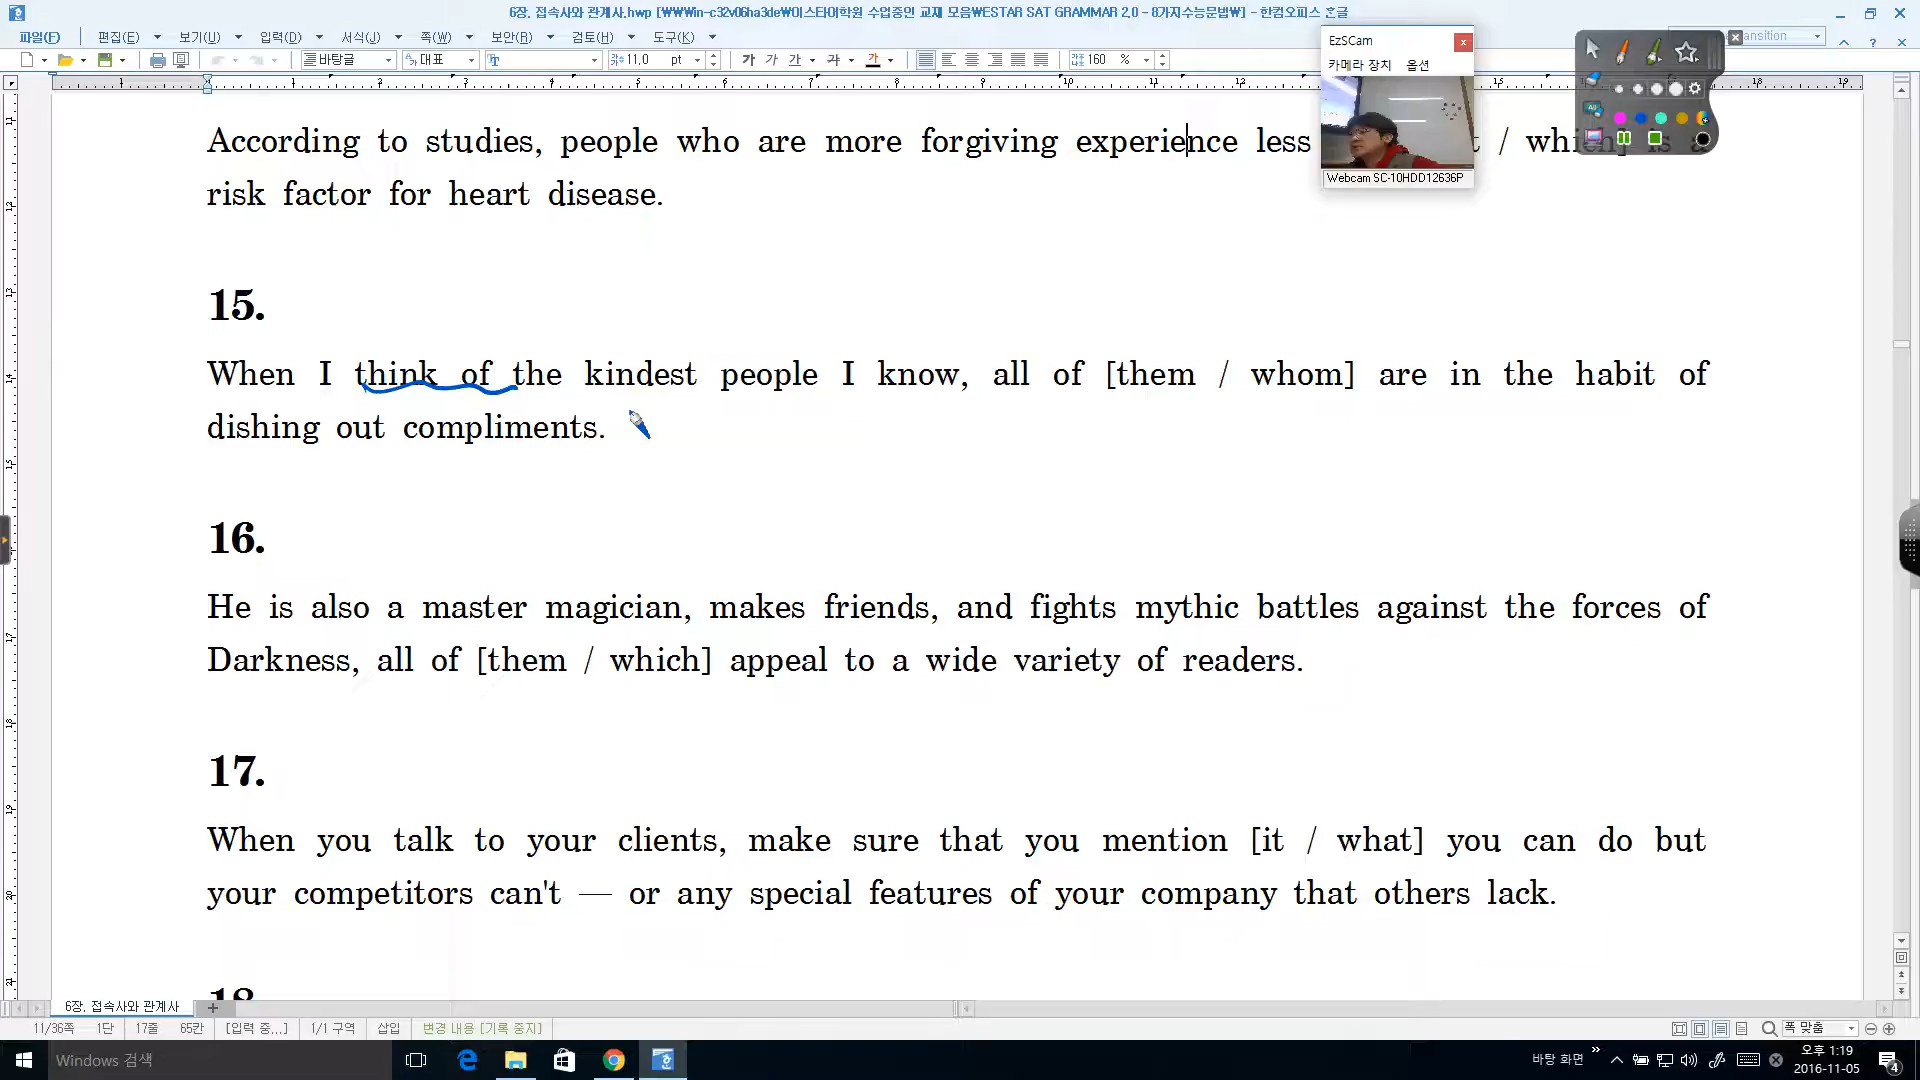 6장. 접속사와 관계사.hwp [₩₩Win-c32v06ha3de₩이스타어학원 수업중인 교재 모음₩ESTAR SAT GRAMMAR 2.0 - 8가지수능문법₩] - 한컴오피스 한글
파일(F) 편집(E) 보기(U) 입력(D) 서식(J) 쪽(W) 보안(B) 검토(H) 도구(K)
바탕글 대표 11,0 pt 가 가 가 가 가 160 %
EzSCam
카메라 장치 옵션
Webcam SC-10HDD12636P
According to studies, people who are more forgiving experience less / which] is a
risk factor for heart disease.
15.
When I think of the kindest people I know, all of [them / whom] are in the habit of
dishing out compliments.
16.
He is also a master magician, makes friends, and fights mythic battles against the forces of
Darkness, all of [them / which] appeal to a wide variety of readers.
17.
When you talk to your clients, make sure that you mention [it / what] you can do but
your competitors can't — or any special features of your company that others lack.
18.
6장. 접속사와 관계사
11/36쪽 1단 17줄 65칸 [입력 중...] 1/1 구역 삽입 변경 내용 [기록 중지] 폭 맞춤
Windows 검색 바탕 화면 오후 1:19
2016-11-05
4